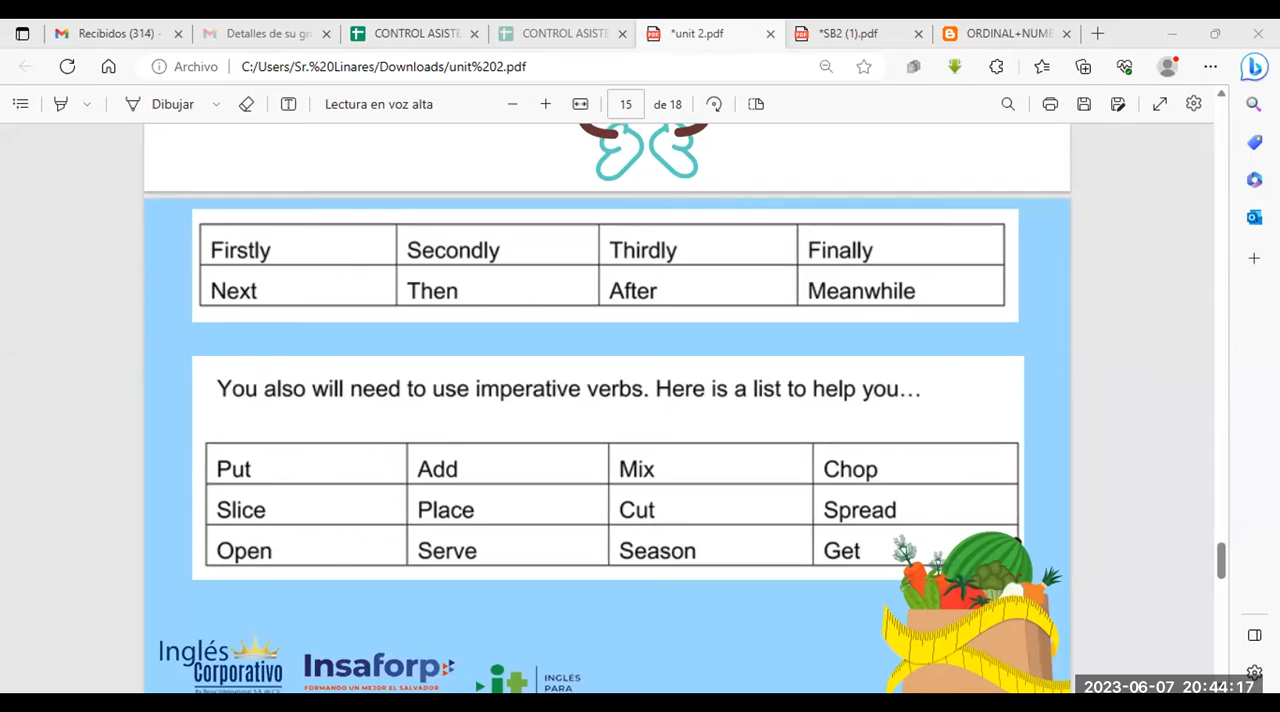 Recibidos (314) -
Detalles de su gr
CONTROL ASISTE
CONTROL ASISTE
*unit 2.pdf
*SB2 (1).pdf
ORDINAL+NUME
Archivo
C:/Users/Sr.%20Linares/Downloads/unit%202.pdf
Dibujar
Lectura en voz alta
15
de 18
Firstly Secondly Thirdly Finally
Next Then After Meanwhile
You also will need to use imperative verbs. Here is a list to help you…
Put Add Mix Chop
Slice Place Cut Spread
Open Serve Season Get
Inglés
Corporativo
Insaforp
FORMANDO UN MEJOR EL SALVADOR
it
INGLÉS
PARA
2023-06-07 20:44:17